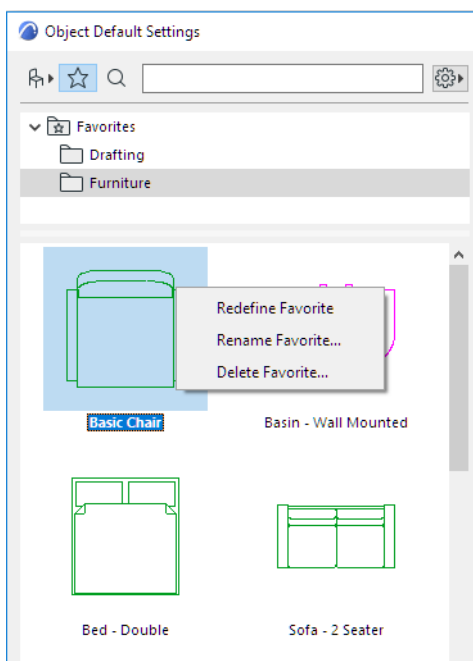 Object Default Settings
Favorites
Drafting
Furniture
Redefine Favorite
Rename Favorite...
Delete Favorite...
Basic Chair
Basin - Wall Mounted
Bed - Double
Sofa - 2 Seater